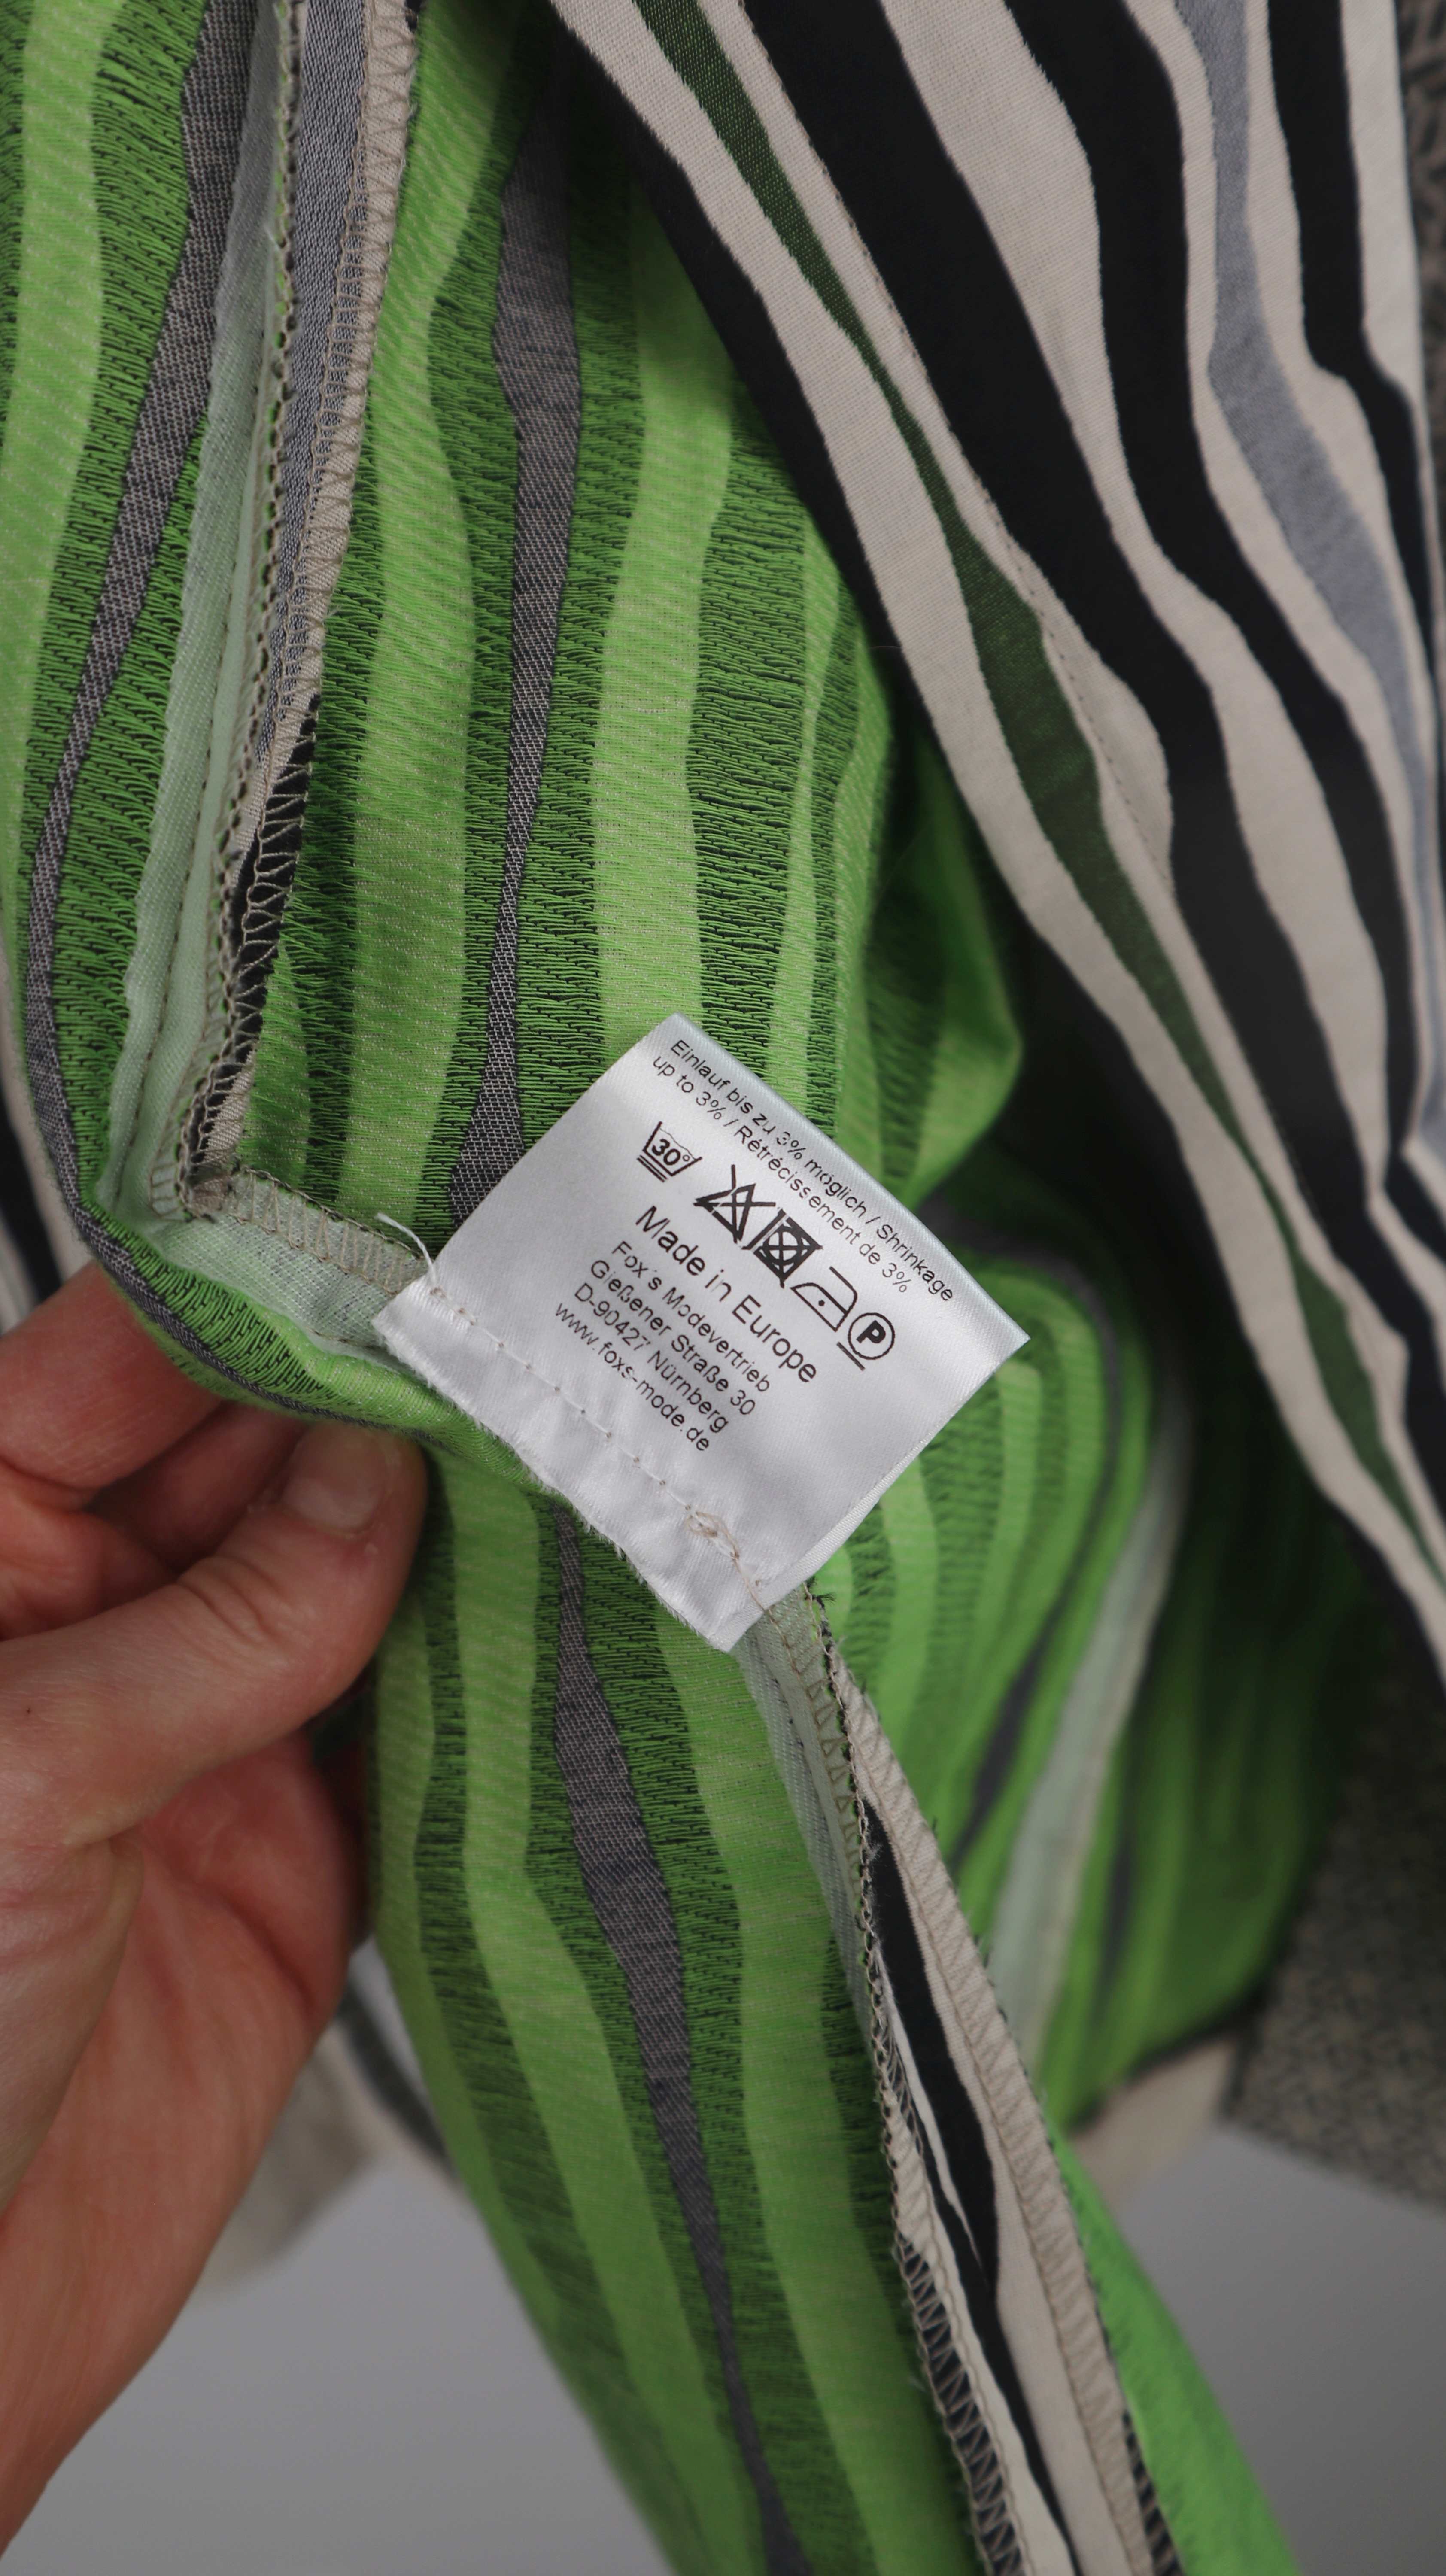 Einlauf bis zu 3% möglich / Shrinkage
up to 3% / Rétrécissement de 3%
30°
P
Made in Europe
Fox´s Modevertrieb
Gießener Straße 30
D-90427 Nürnberg
www.foxs-mode.de